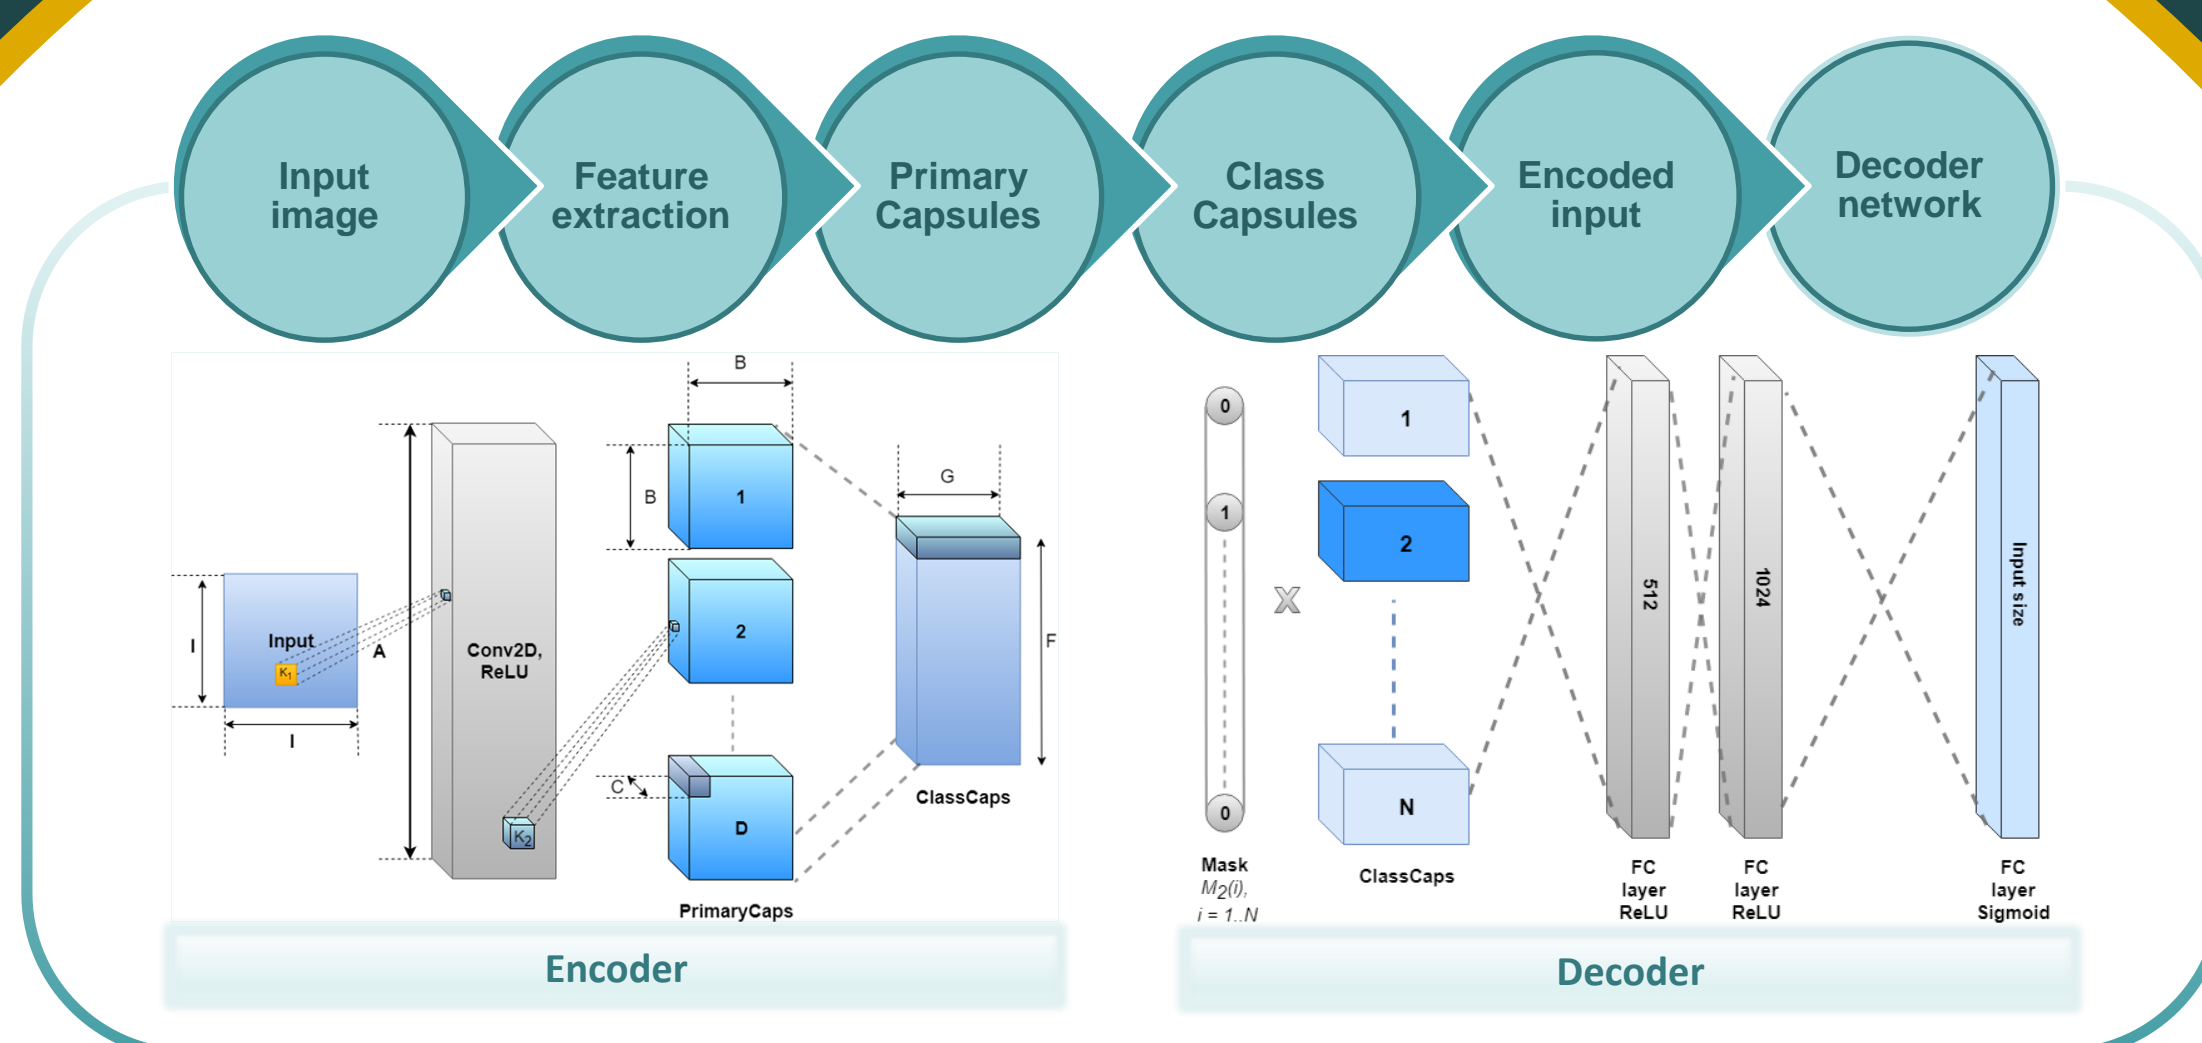 Input
image
Feature
extraction
Primary
Capsules
Class
Capsules
Encoded
input
Decoder
network
B
B
1
2
C
D
PrimaryCaps
I
Input
K1
I
A
Conv2D,
ReLU
K2
G
F
ClassCaps
Encoder
0
1
0
Mask
M2(i),
i = 1..N
X
1
2
N
ClassCaps
512
FC
layer
ReLU
1024
FC
layer
ReLU
Input size
FC
layer
Sigmoid
Decoder